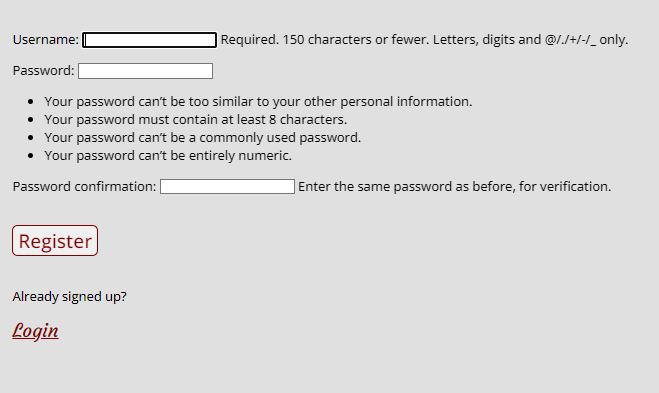 Username: Required. 150 characters or fewer. Letters, digits and @/./+/-/_ only.
Password:
Your password can’t be too similar to your other personal information.
Your password must contain at least 8 characters.
Your password can’t be a commonly used password.
Your password can’t be entirely numeric.
Password confirmation: Enter the same password as before, for verification.
Register
Already signed up?
Login